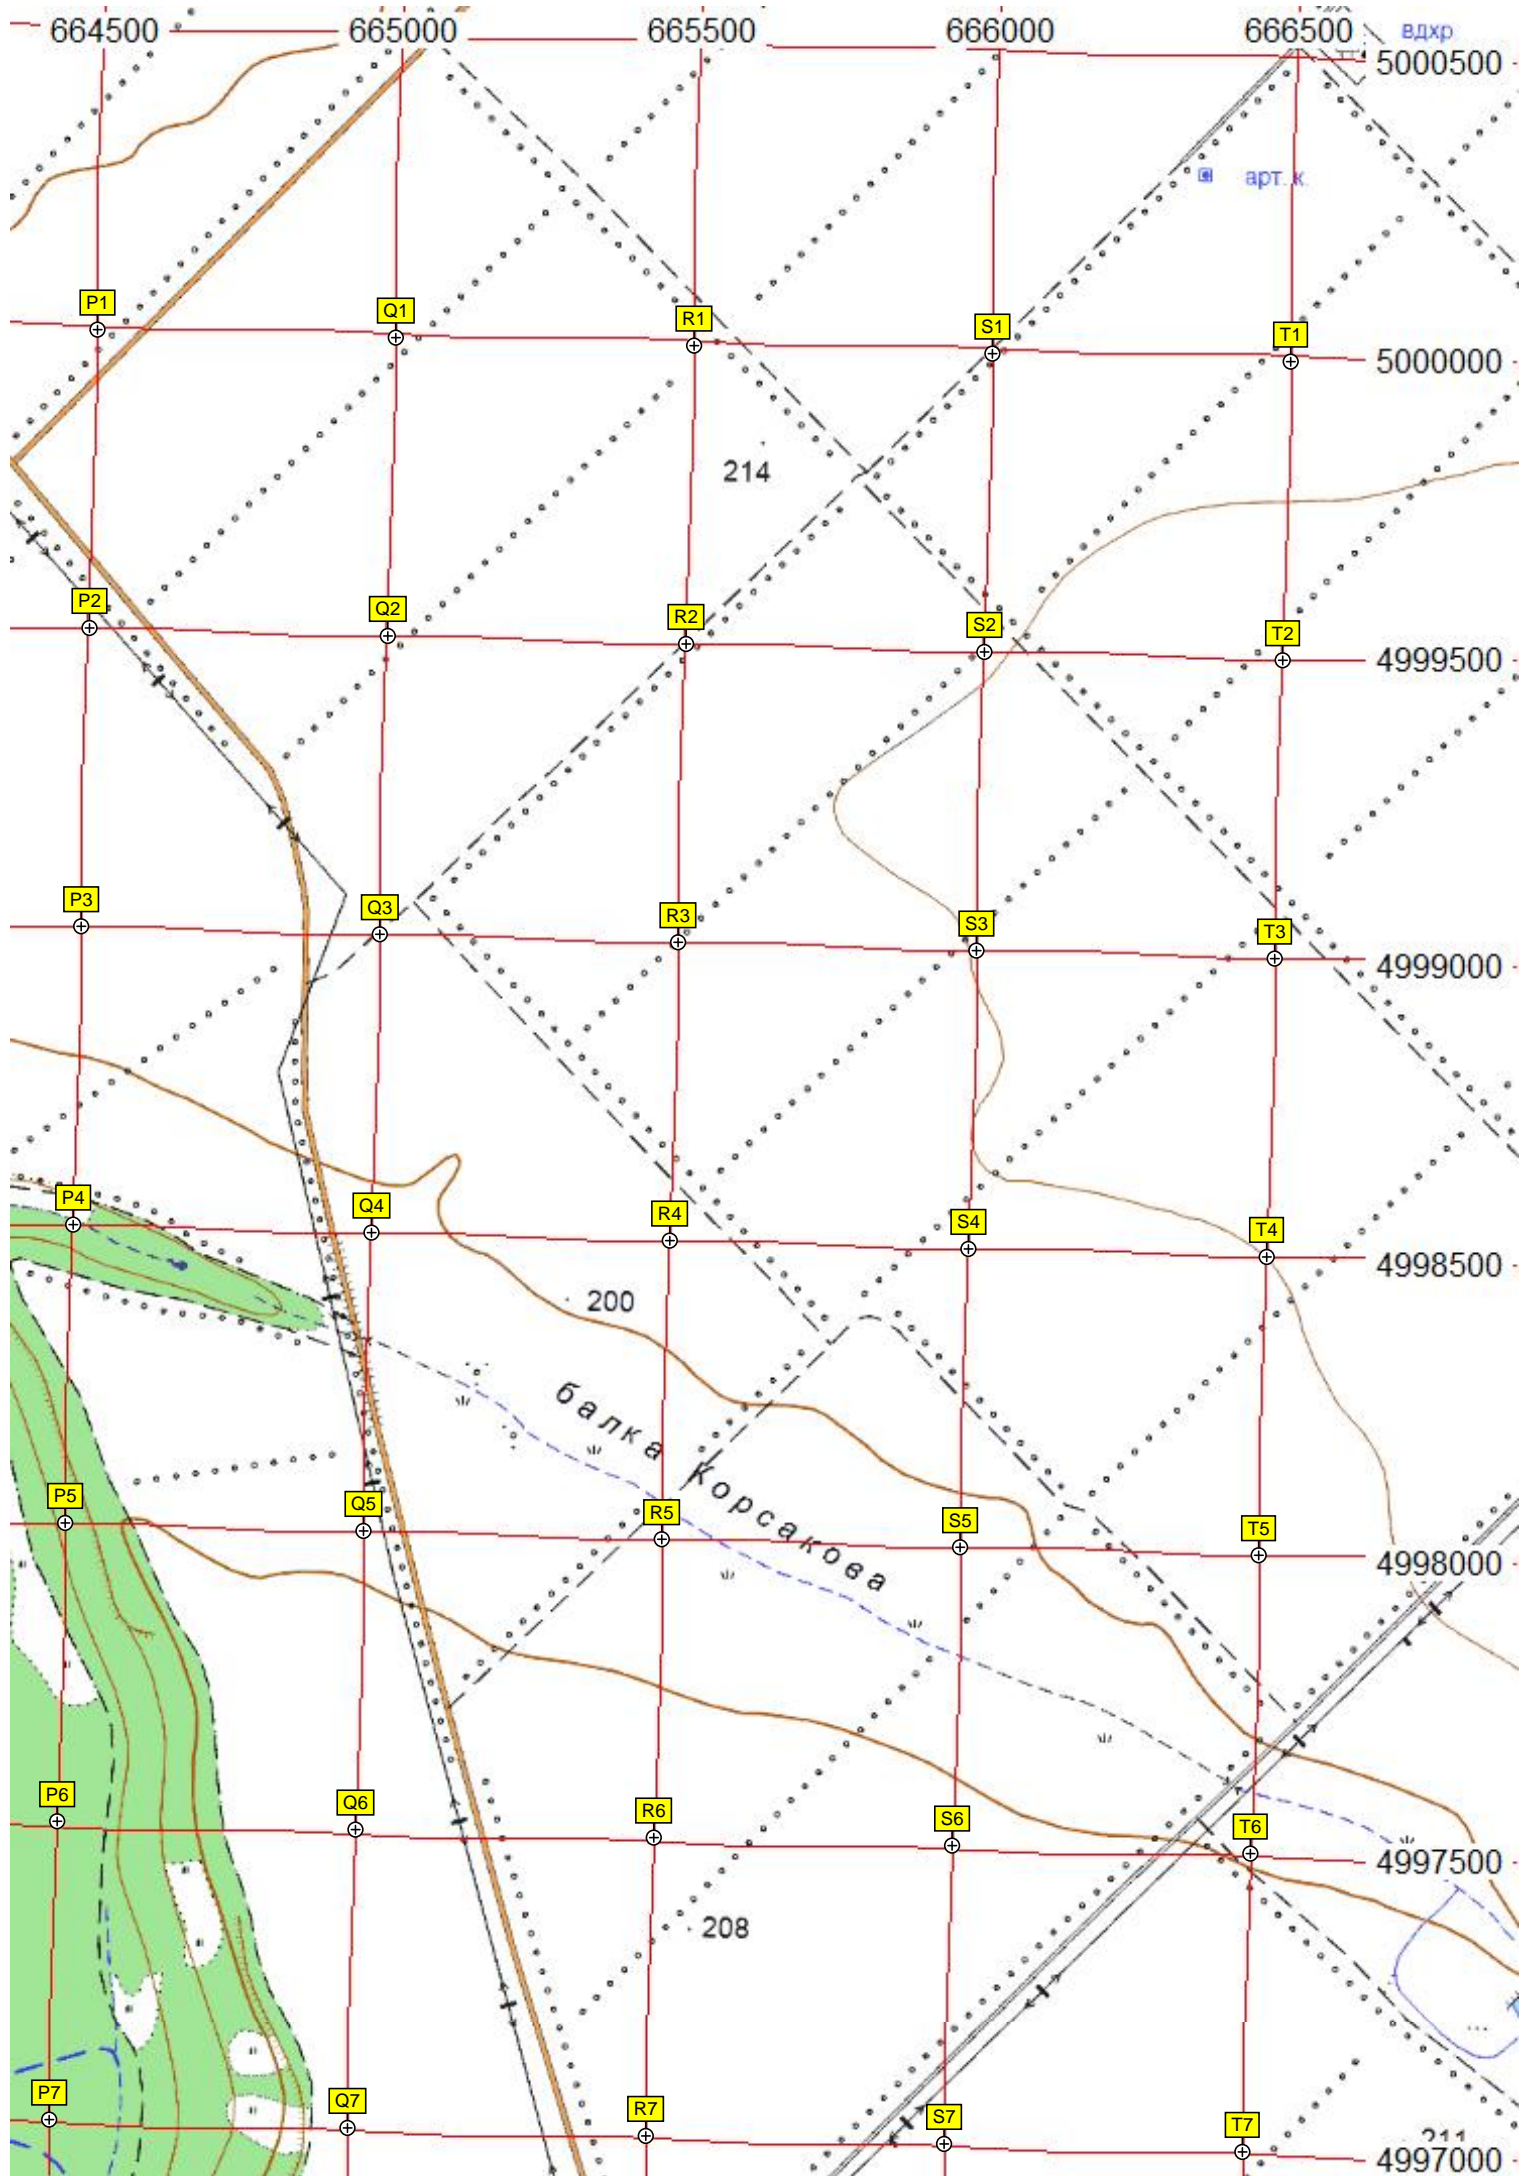 664500 665000 665500 666000 666500 вдхр
5000500
арт. к.
P1 Q1 R1 S1 T1
5000000
214
P2 Q2 R2 S2 T2
4999500
P3 Q3 R3 S3 T3
4999000
P4 Q4 R4 S4 T4
4998500
200
балка Корсакова
P5 Q5 R5 S5 T5
4998000
P6 Q6 R6 S6 T6
4997500
208
P7 Q7 R7 S7 T7
211
4997000